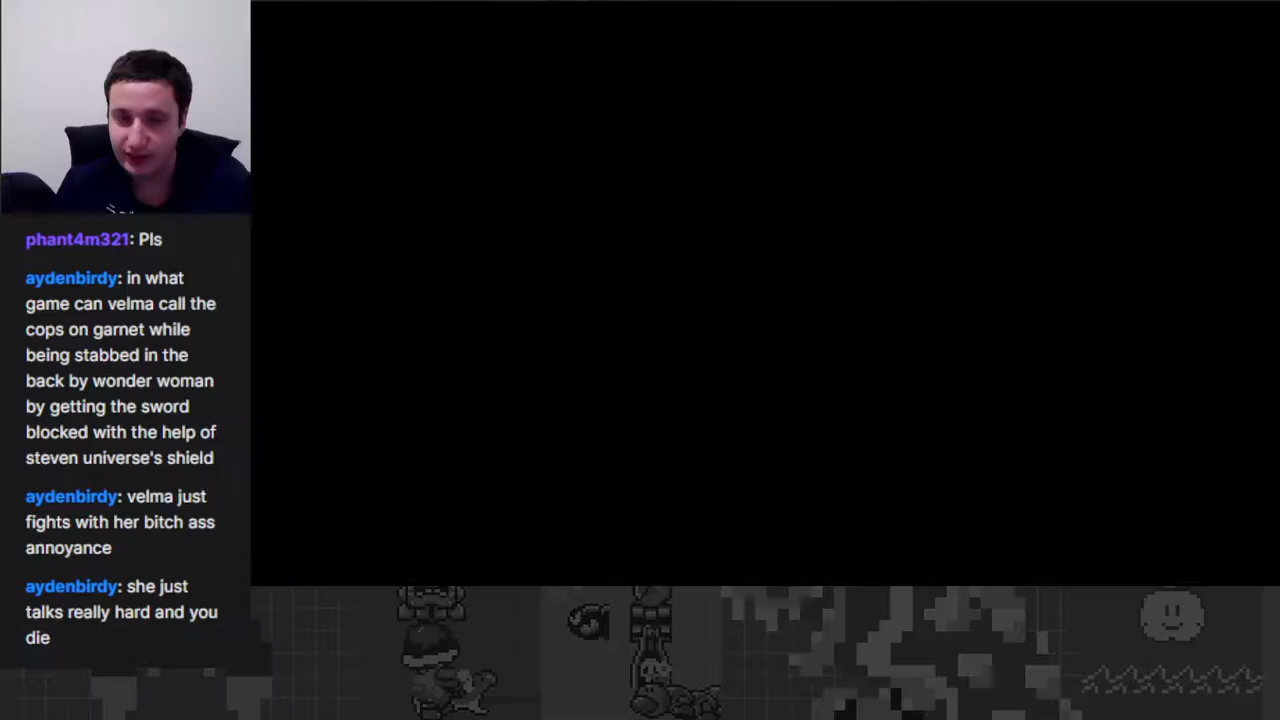 phant4m321: Pls
aydenbirdy: in what
game can velma call the
cops on garnet while
being stabbed in the
back by wonder woman
by getting the sword
blocked with the help of
steven universe's shield
aydenbirdy: velma just
fights with her bitch ass
annoyance
aydenbirdy: she just
talks really hard and you
die